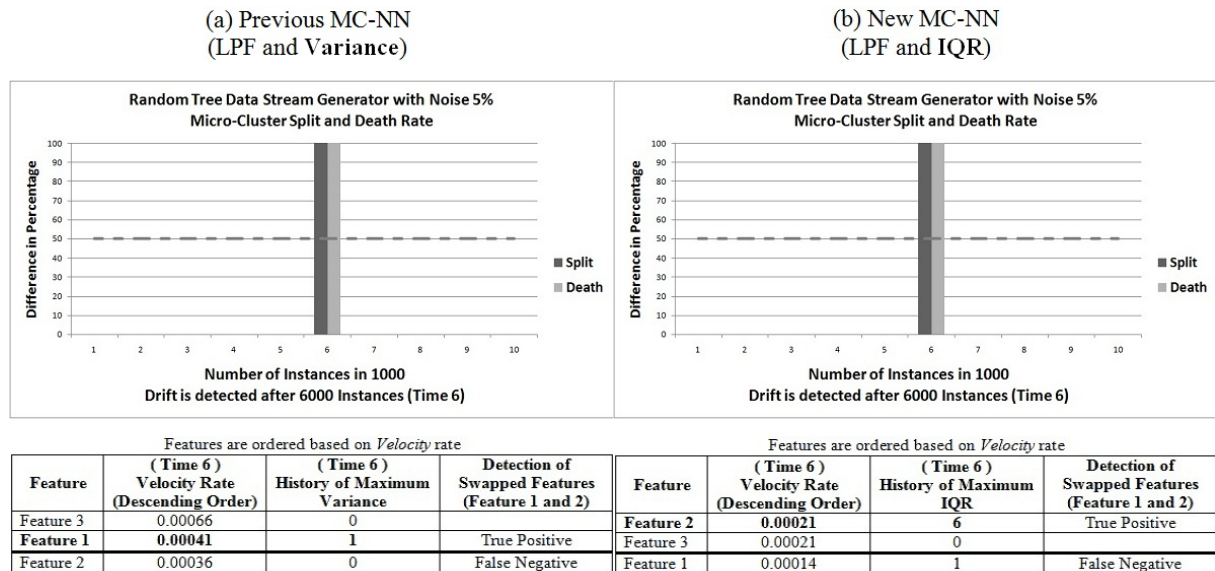 (a) Previous MC-NN
(LPF and Variance)
Random Tree Data Stream Generator with Noise 5%
Micro-Cluster Split and Death Rate
Difference in Percentage
100
90
80
70
60
50
40
30
20
10
0
1 2 3 4 5 6 7 8 9 10
Split
Death
Number of Instances in 1000
Drift is detected after 6000 Instances (Time 6)
Features are ordered based on Velocity rate
Feature
( Time 6 )
Velocity Rate
(Descending Order)
( Time 6 )
History of Maximum
Variance
Detection of
Swapped Features
(Feature 1 and 2)
Feature 3 0.00066 0
Feature 1 0.00041 1 True Positive
Feature 2 0.00036 0 False Negative
(b) New MC-NN
(LPF and IQR)
Random Tree Data Stream Generator with Noise 5%
Micro-Cluster Split and Death Rate
Difference in Percentage
100
90
80
70
60
50
40
30
20
10
0
1 2 3 4 5 6 7 8 9 10
Split
Death
Number of Instances in 1000
Drift is detected after 6000 Instances (Time 6)
Features are ordered based on Velocity rate
Feature
( Time 6 )
Velocity Rate
(Descending Order)
( Time 6 )
History of Maximum
IQR
Detection of
Swapped Features
(Feature 1 and 2)
Feature 2 0.00021 6 True Positive
Feature 3 0.00021 0
Feature 1 0.00014 1 False Negative